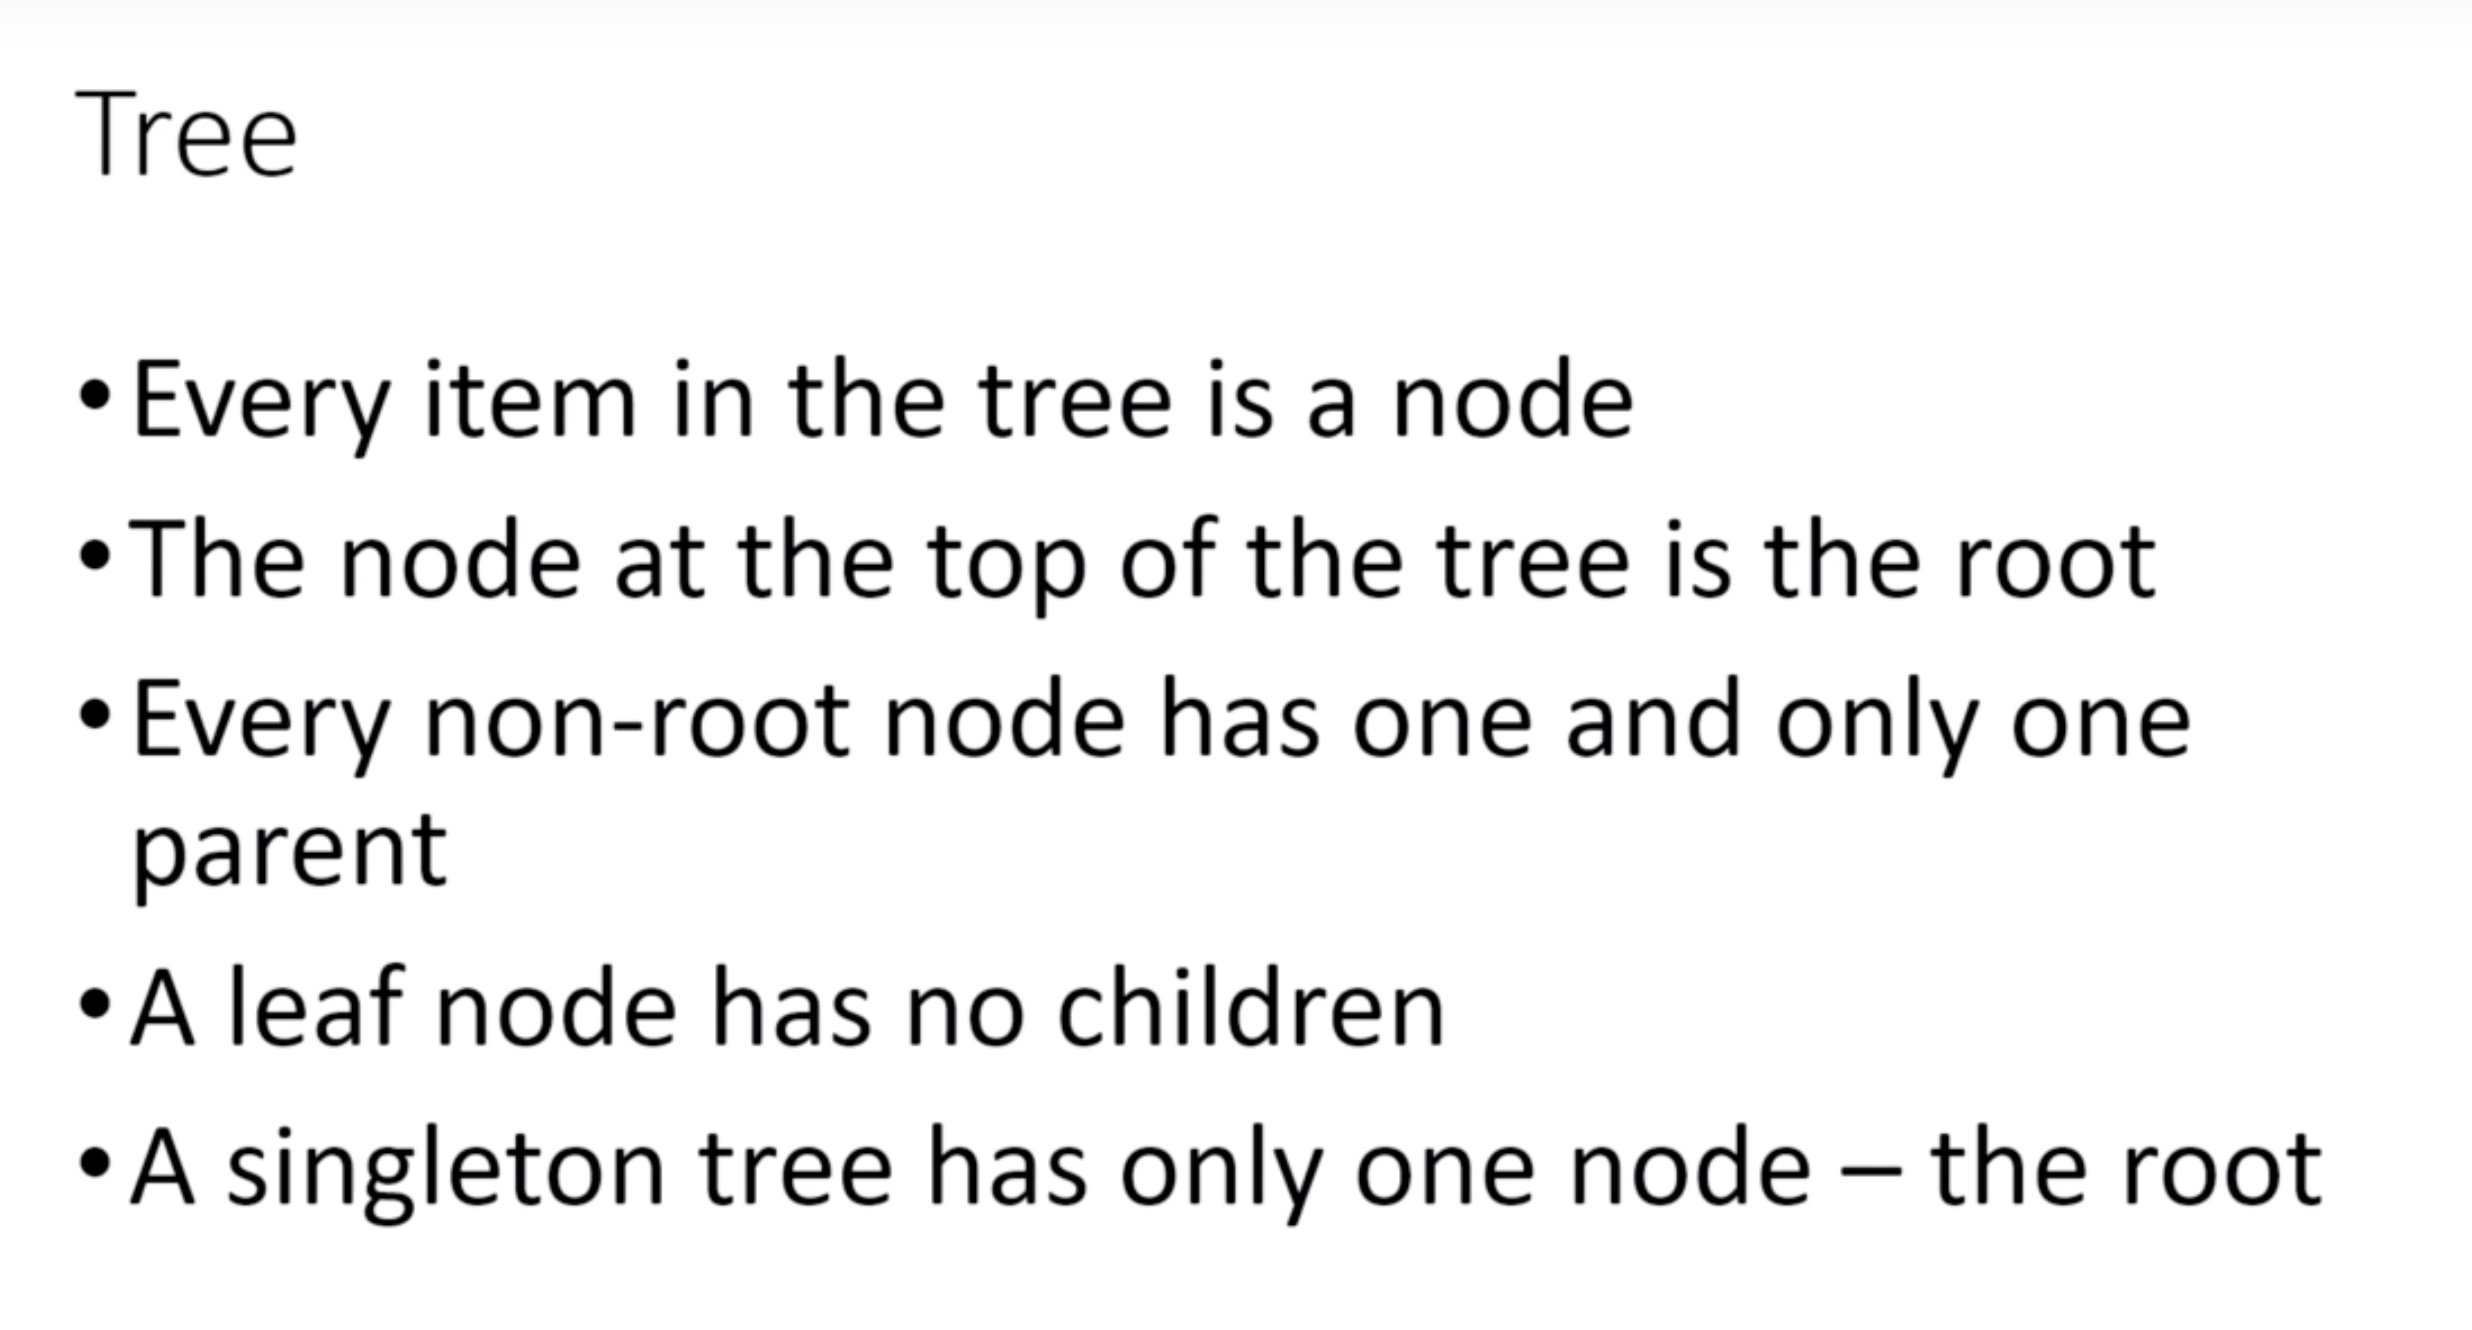 Tree
•Every item in the tree is a node
•The node at the top of the tree is the root
•Every non-root node has one and only one
parent
•A leaf node has no children
•A singleton tree has only one node – the root